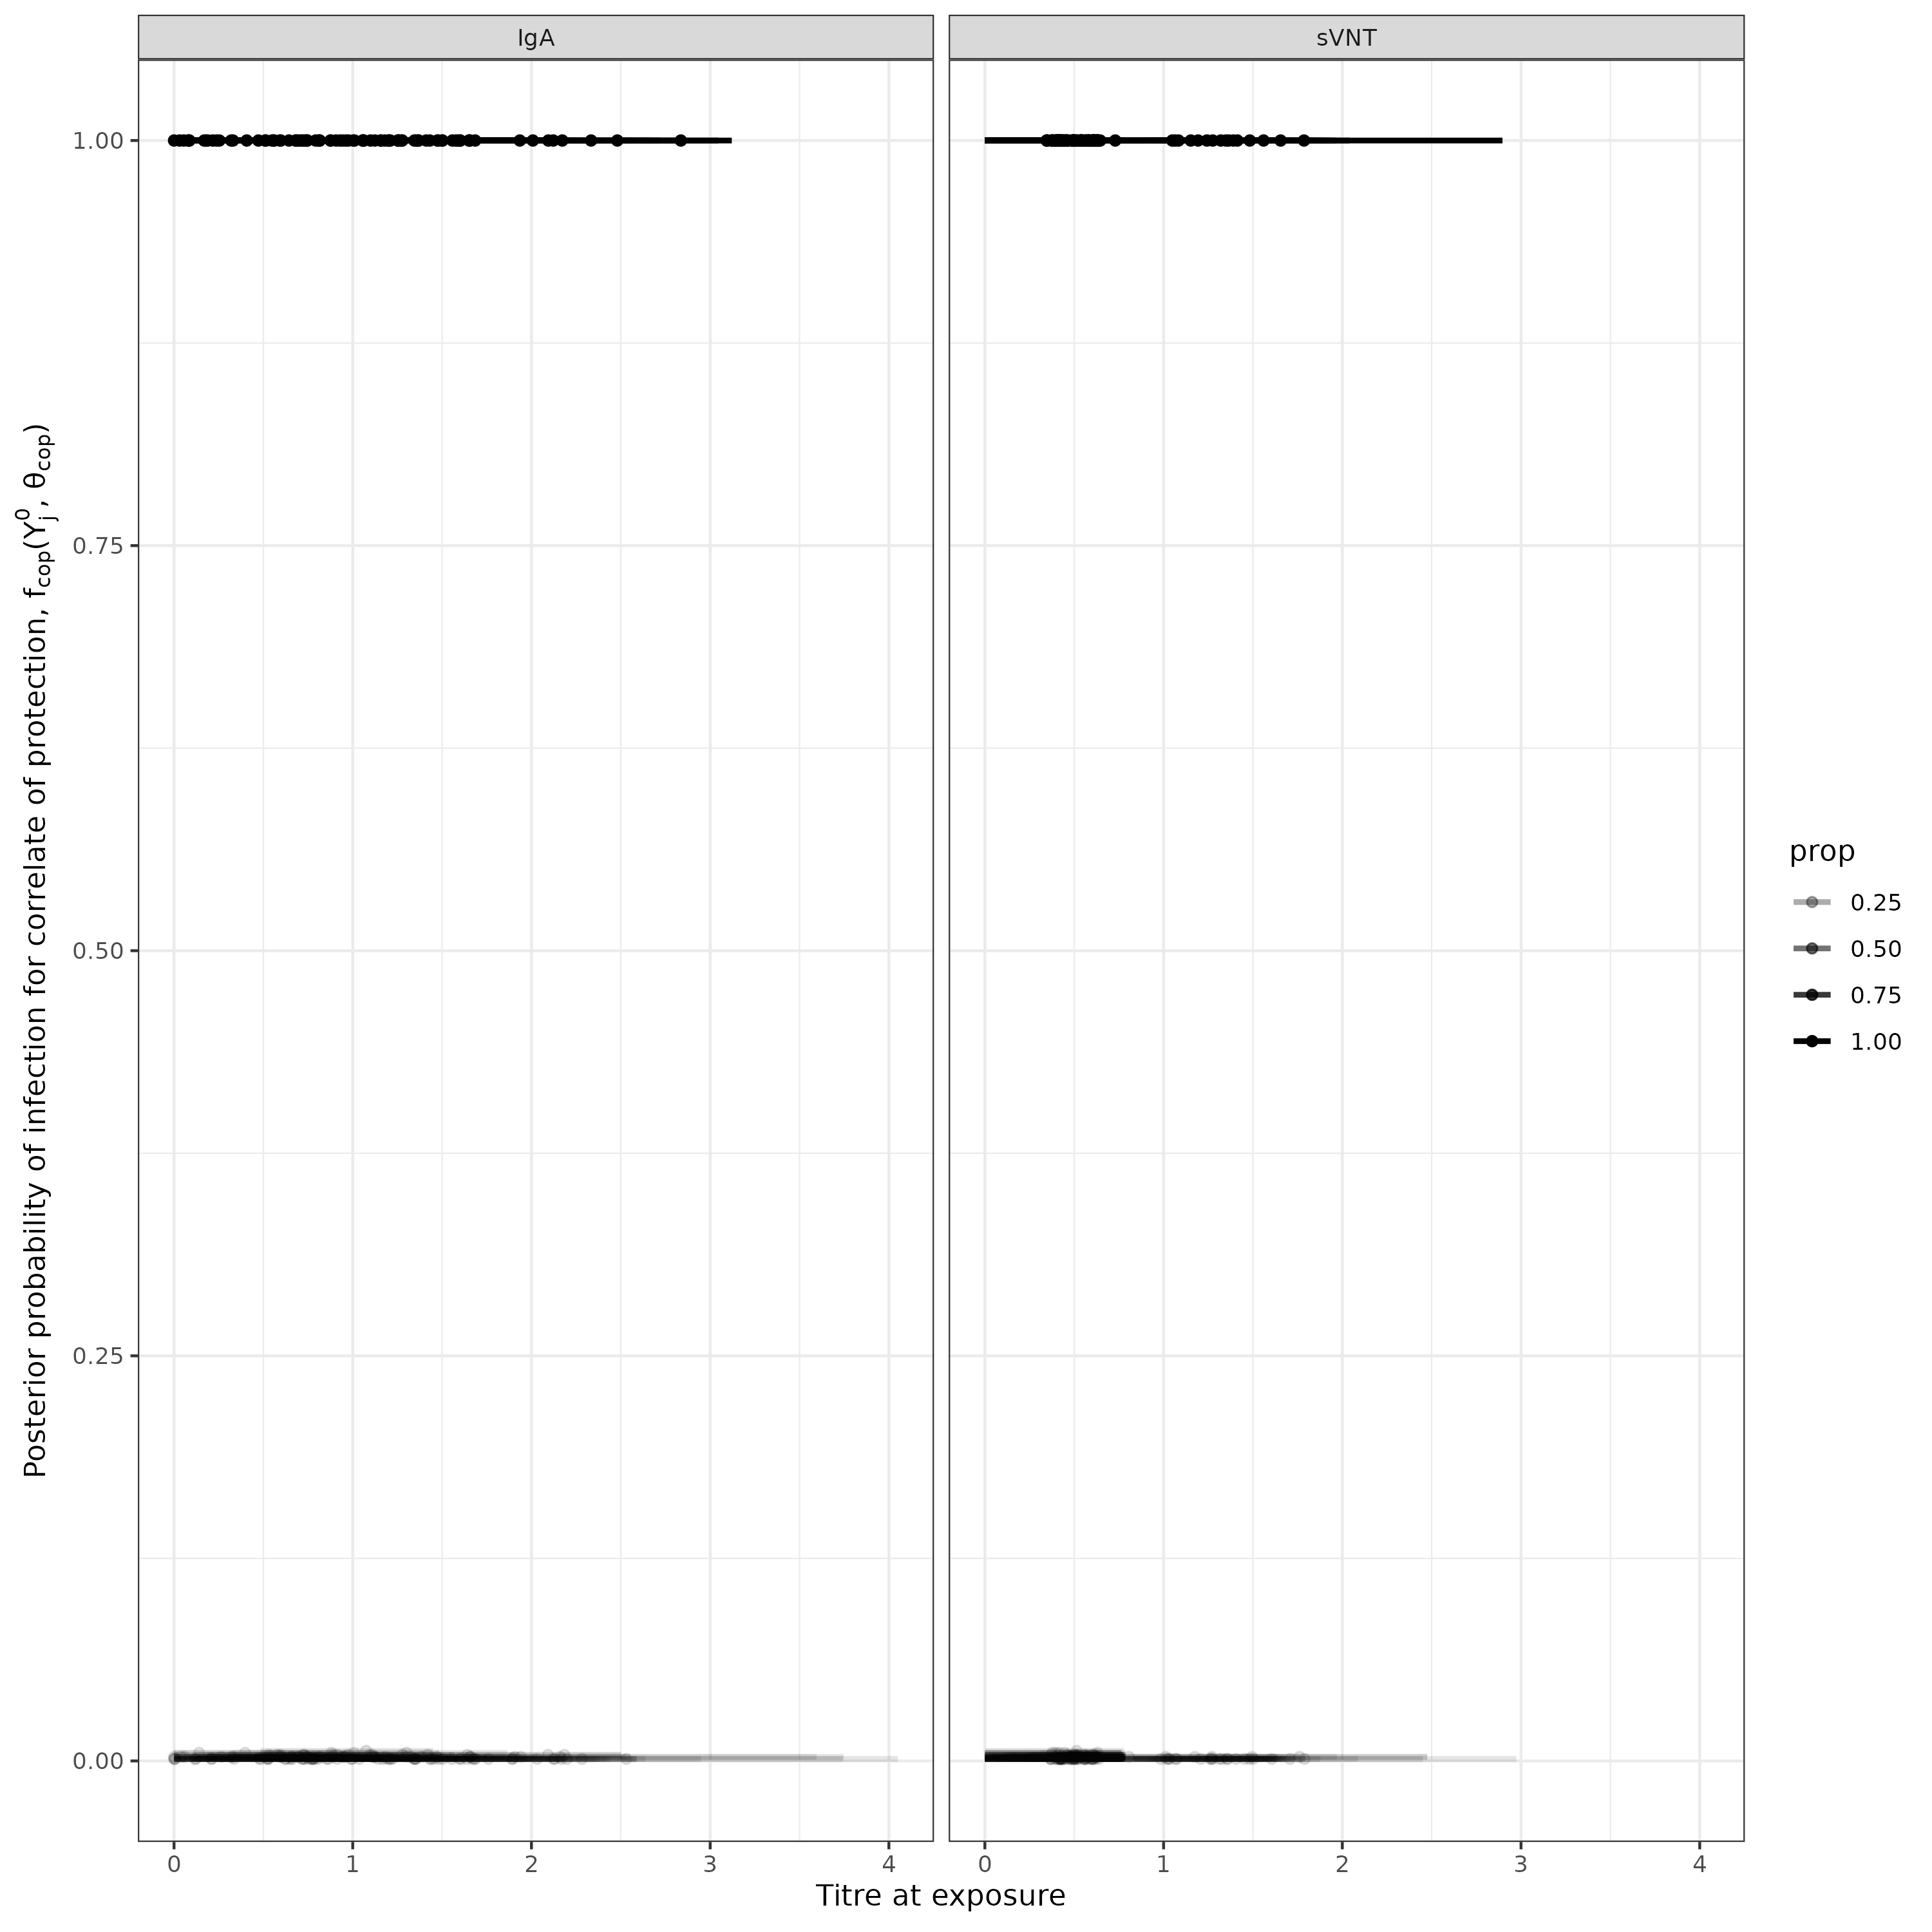 IgA
sVNT
Posterior probability of infection for correlate of protection, f_cop(Y_j^0, θ_cop)
1.00
0.75
0.50
0.25
0.00
0 1 2 3 4
0 1 2 3 4
Titre at exposure
prop
0.25
0.50
0.75
1.00